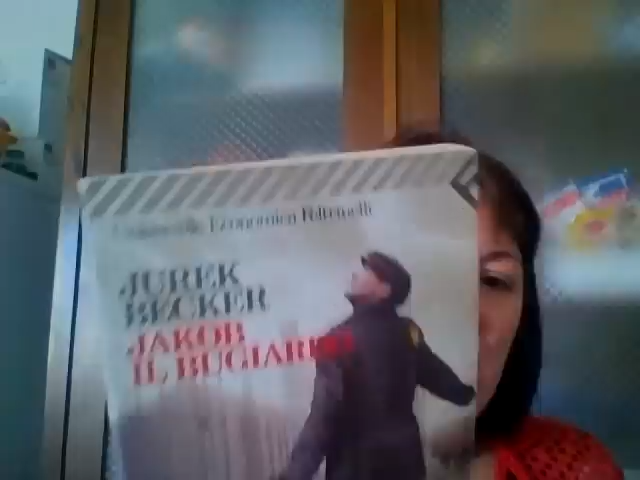 Universale Economica Feltrinelli
JUREK
BECKER
JAKOB
IL BUGIARDO